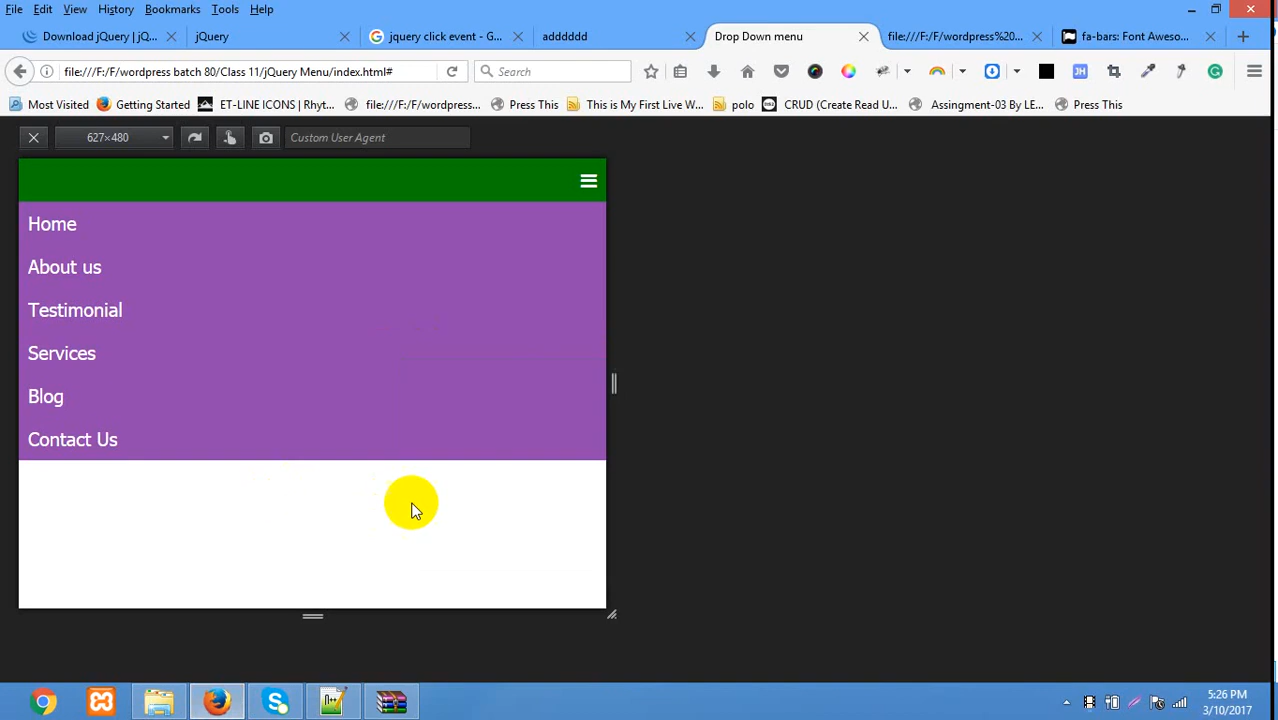 File Edit View History Bookmarks Tools Help
Download jQuery | jQ... jQuery jquery click event - G... adddddd Drop Down menu file:///F:/F/wordpress%20... fa-bars: Font Aweso...
file:///F:/F/wordpress batch 80/Class 11/jQuery Menu/index.html# Search
Most Visited Getting Started ET-LINE ICONS | Rhyt... file:///F:/F/wordpress... Press This This is My First Live W... polo CRUD (Create Read U... Assingment-03 By LE... Press This
627×480 Custom User Agent
Home
About us
Testimonial
Services
Blog
Contact Us
5:26 PM
3/10/2017